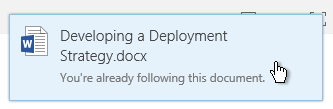 Developing a Deployment
Strategy.docx
You're already following this document.